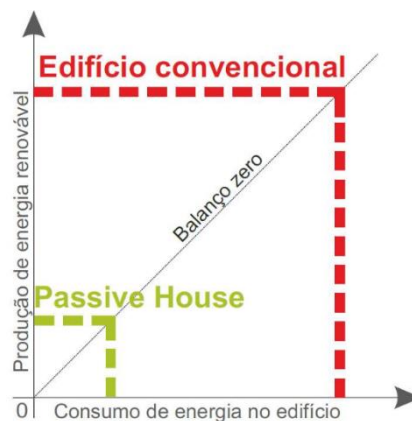 Edifício convencional
Produção de energia renovável
Balanço zero
Passive House
0
Consumo de energia no edifício